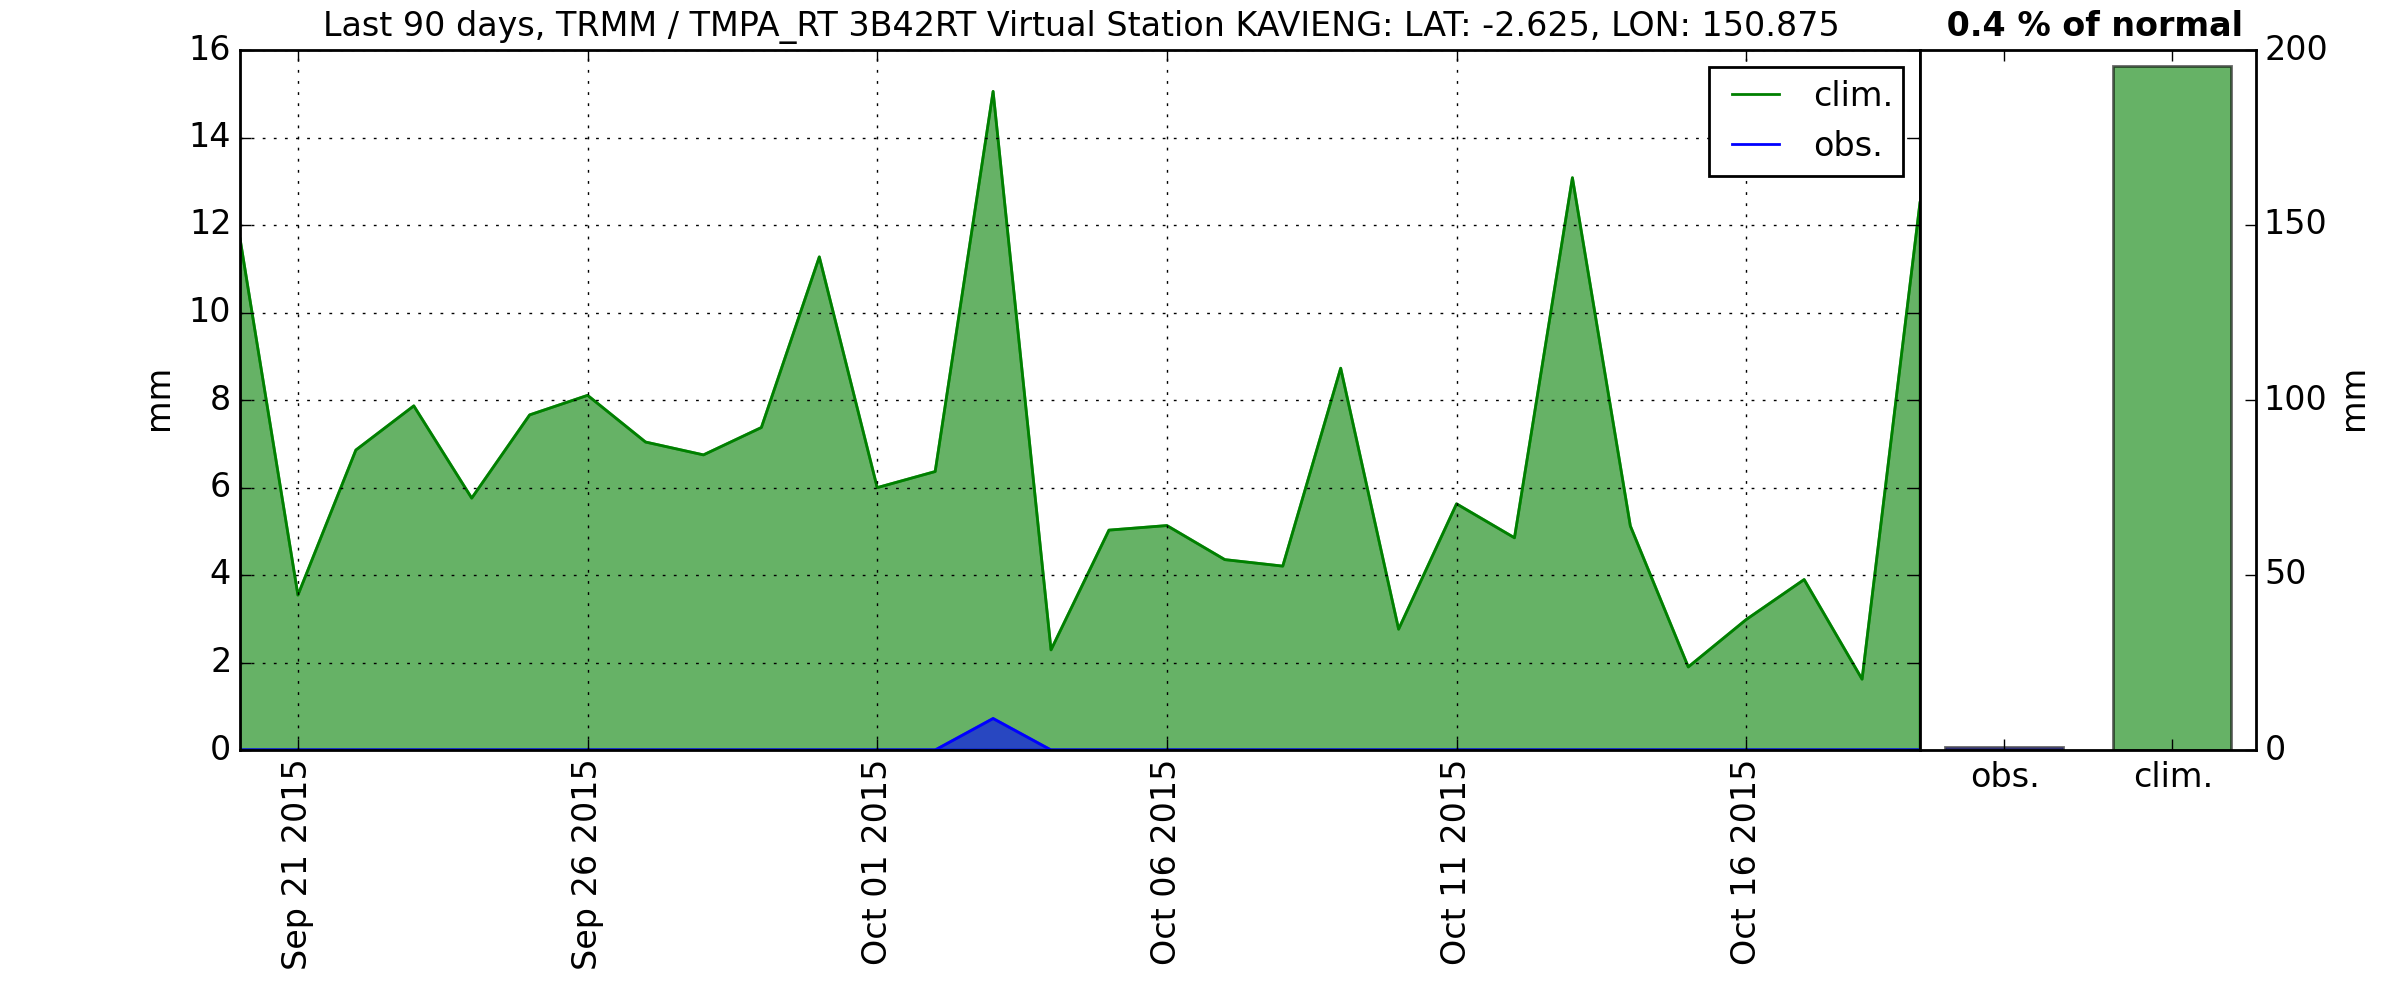 Last 90 days, TRMM / TMPA_RT 3B42RT Virtual Station KAVIENG: LAT: -2.625, LON: 150.875
0.4 % of normal
16
14
12
10
8
6
4
2
0
mm
clim.
obs.
200
150
100
50
0
mm
obs.
clim.
Sep 21 2015
Sep 26 2015
Oct 01 2015
Oct 06 2015
Oct 11 2015
Oct 16 2015